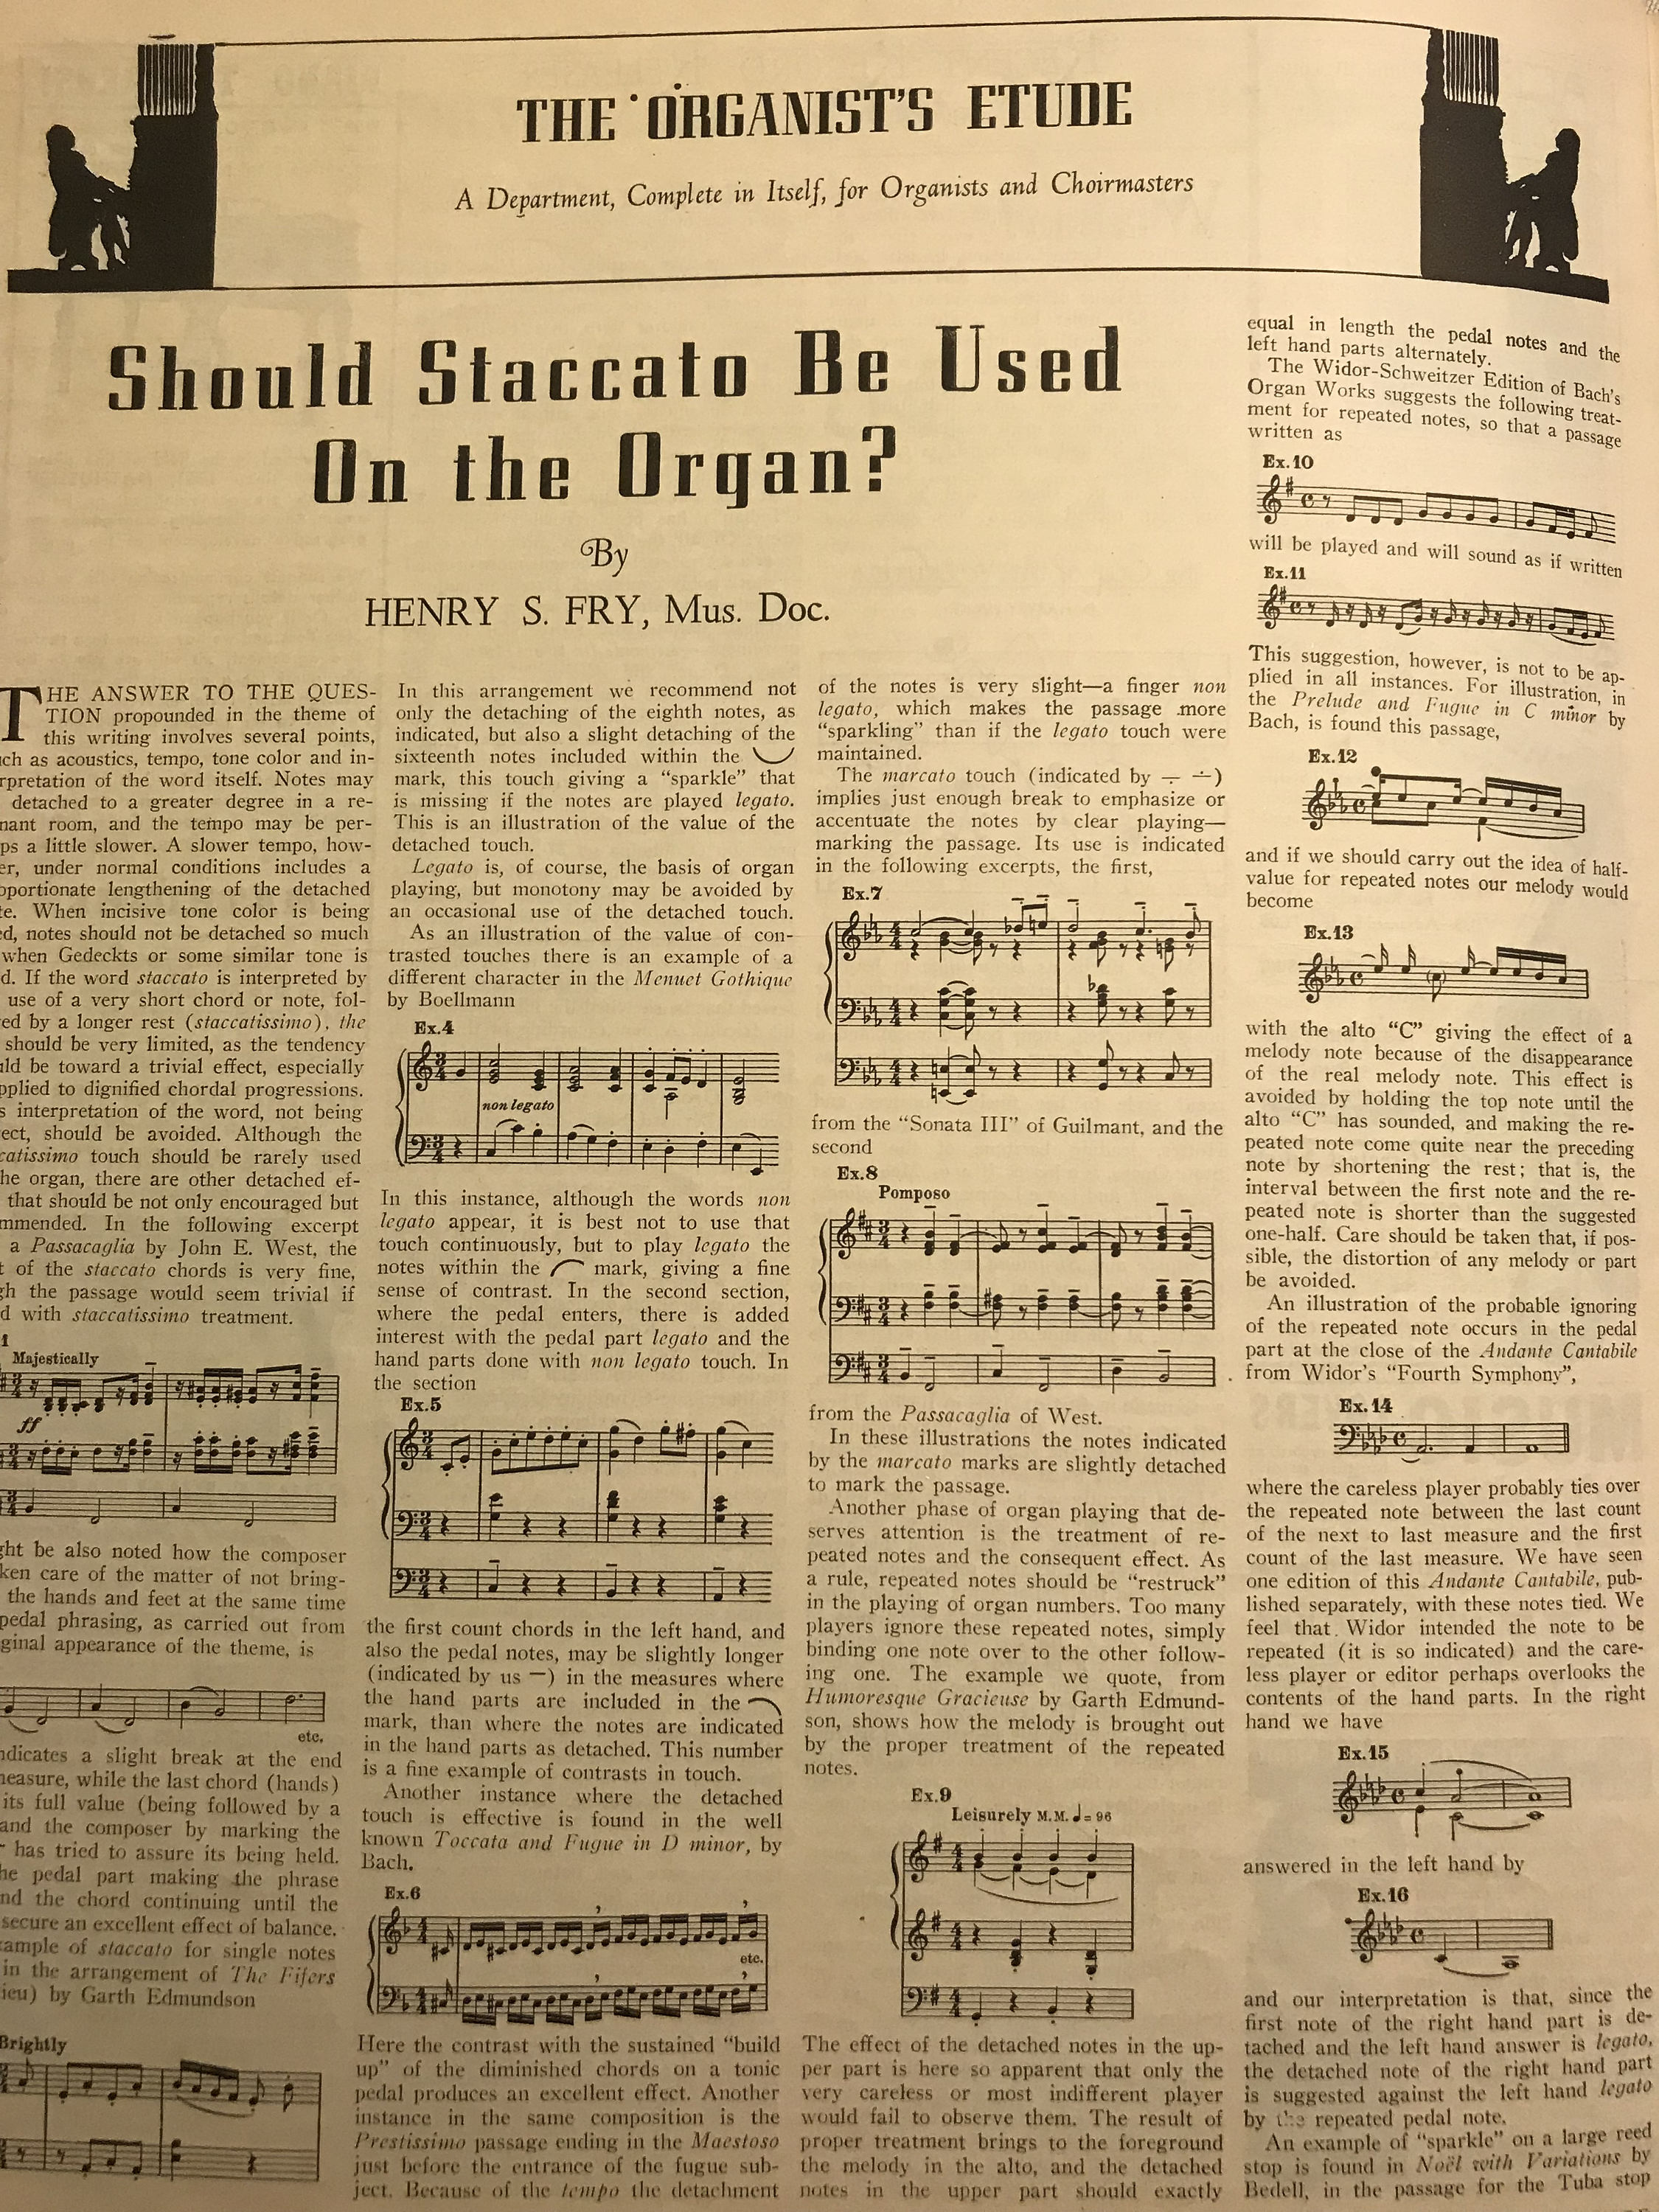 THE ORGANIST'S ETUDE
A Department, Complete in Itself, for Organists and Choirmasters
Should Staccato Be Used
On the Organ?
By
HENRY S. FRY, Mus. Doc.
THE ANSWER TO THE QUES-
TION propounded in the theme of
this writing involves several points,
as acoustics, tempo, tone color and in-
of the word itself. Notes may
detached to a greater degree in a re-
room, and the tempo may be per-
a little slower. A slower tempo, how-
under normal conditions includes a
lengthening of the detached
When incisive tone color is being
notes should not be detached so much
when Gedeckts or some similar tone is
If the word staccato is interpreted by
use of a very short chord or note, fol-
by a longer rest (staccatissimo), the
should be very limited, as the tendency
be toward a trivial effect, especially
to dignified chordal progressions.
interpretation of the word, not being
should be avoided. Although the
touch should be rarely used
the organ, there are other detached ef-
that should be not only encouraged but
In the following excerpt
a Passacaglia by John E. West, the
of the staccato chords is very fine,
the passage would seem trivial if
with staccatissimo treatment.
1
Majestically
ff
be also noted how the composer
care of the matter of not bring-
the hands and feet at the same time
pedal phrasing, as carried out from
appearance of the theme, is
etc.
a slight break at the end
while the last chord (hands)
its full value (being followed by a
and the composer by marking the
has tried to assure its being held.
pedal part making the phrase
the chord continuing until the
secure an excellent effect of balance.
of staccato for single notes
in the arrangement of The Fifers
by Garth Edmundson
Brightly
In this arrangement we recommend not
only the detaching of the eighth notes, as
indicated, but also a slight detaching of the
sixteenth notes included within the
mark, this touch giving a "sparkle" that
is missing if the notes are played legato.
This is an illustration of the value of the
detached touch.
Legato is, of course, the basis of organ
playing, but monotony may be avoided by
an occasional use of the detached touch.
As an illustration of the value of con-
trasted touches there is an example of a
different character in the Menuet Gothique
by Boellmann
Ex.4
non legato
In this instance, although the words non
legato appear, it is best not to use that
touch continuously, but to play legato the
notes within the mark, giving a fine
sense of contrast. In the second section,
where the pedal enters, there is added
interest with the pedal part legato and the
hand parts done with non legato touch. In
the section
Ex.5
the first count chords in the left hand, and
also the pedal notes, may be slightly longer
(indicated by us —) in the measures where
the hand parts are included in the
mark, than where the notes are indicated
in the hand parts as detached. This number
is a fine example of contrasts in touch.
Another instance where the detached
touch is effective is found in the well
known Toccata and Fugue in D minor, by
Bach.
Ex.6
etc.
Here the contrast with the sustained "build
up" of the diminished chords on a tonic
pedal produces an excellent effect. Another
instance in the same composition is the
Prestissimo passage ending in the Maestoso
just before the entrance of the fugue sub-
ject. Because of the tempo the detachment
of the notes is very slight—a finger non
legato, which makes the passage more
"sparkling" than if the legato touch were
maintained.
The marcato touch (indicated by )
implies just enough break to emphasize or
accentuate the notes by clear playing—
marking the passage. Its use is indicated
in the following excerpts, the first,
Ex.7
from the "Sonata III" of Guilmant, and the
second
Ex.8
Pomposo
from the Passacaglia of West.
In these illustrations the notes indicated
by the marcato marks are slightly detached
to mark the passage.
Another phase of organ playing that de-
serves attention is the treatment of re-
peated notes and the consequent effect. As
a rule, repeated notes should be "restruck"
in the playing of organ numbers. Too many
players ignore these repeated notes, simply
binding one note over to the other follow-
ing one. The example we quote, from
Humoresque Gracieuse by Garth Edmund-
son, shows how the melody is brought out
by the proper treatment of the repeated
notes.
Ex.9
Leisurely M.M. ♩= 96
The effect of the detached notes in the up-
per part is here so apparent that only the
very careless or most indifferent player
would fail to observe them. The result of
proper treatment brings to the foreground
the melody in the alto, and the detached
notes in the upper part should exactly
equal in length the pedal notes and the
left hand parts alternately.
The Widor-Schweitzer Edition of Bach's
Organ Works suggests the following treat-
ment for repeated notes, so that a passage
written as
Ex.10
will be played and will sound as if written
Ex.11
This suggestion, however, is not to be ap-
plied in all instances. For illustration, in
the Prelude and Fugue in C minor by
Bach, is found this passage,
Ex.12
and if we should carry out the idea of half-
value for repeated notes our melody would
become
Ex.13
with the alto "C" giving the effect of a
melody note because of the disappearance
of the real melody note. This effect is
avoided by holding the top note until the
alto "C" has sounded, and making the re-
peated note come quite near the preceding
note by shortening the rest; that is, the
interval between the first note and the re-
peated note is shorter than the suggested
one-half. Care should be taken that, if pos-
sible, the distortion of any melody or part
be avoided.
An illustration of the probable ignoring
of the repeated note occurs in the pedal
part at the close of the Andante Cantabile
from Widor's "Fourth Symphony",
Ex.14
where the careless player probably ties over
the repeated note between the last count
of the next to last measure and the first
count of the last measure. We have seen
one edition of this Andante Cantabile, pub-
lished separately, with these notes tied. We
feel that Widor intended the note to be
repeated (it is so indicated) and the care-
less player or editor perhaps overlooks the
contents of the hand parts. In the right
hand we have
Ex.15
answered in the left hand by
Ex.16
and our interpretation is that, since the
first note of the right hand part is de-
tached and the left hand answer is legato,
the detached note of the right hand part
is suggested against the left hand legato
by the repeated pedal note.
An example of "sparkle" on a large reed
stop is found in Noël with Variations by
Bedell, in the passage for the Tuba stop